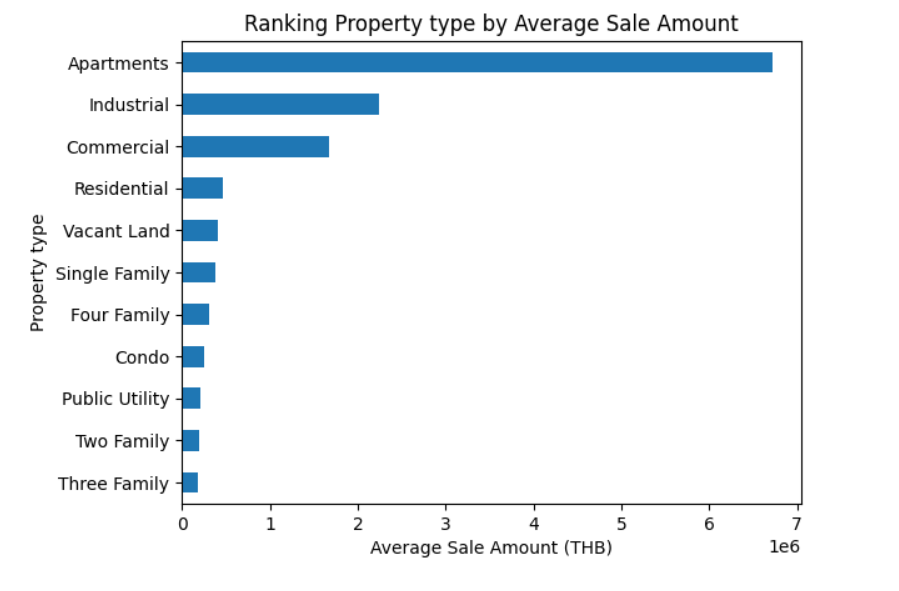 Ranking Property type by Average Sale Amount
Property type
Apartments
Industrial
Commercial
Residential
Vacant Land
Single Family
Four Family
Condo
Public Utility
Two Family
Three Family
0 1 2 3 4 5 6 7
1e6
Average Sale Amount (THB)